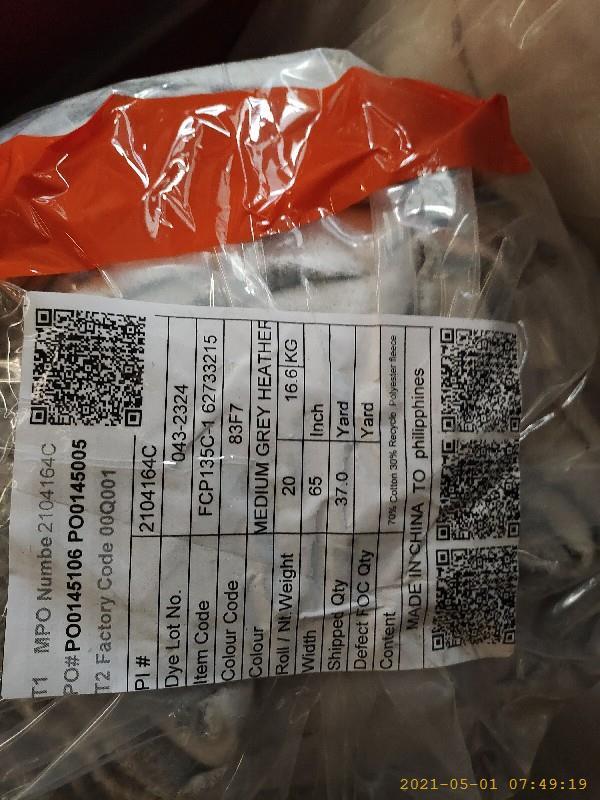 T1 MPO Numbe 2104164C
PO# PO0145106 PO0145005
T2 Factory Code 00Q001
PI # 2104164C
Dye Lot No. 043-2324
Item Code FCP135C-1 62733215
Colour Code 83F7
Colour MEDIUM GREY HEATHER
Roll / Nt.Weight 20 16.6 KG
Width 65 Inch
Shipped Qty 37.0 Yard
Defect FOC Qty Yard
Content 70% Cotton 30% Recycle polyester fleece
MADE IN CHINA TO philipphines
2021-05-01 07:49:19